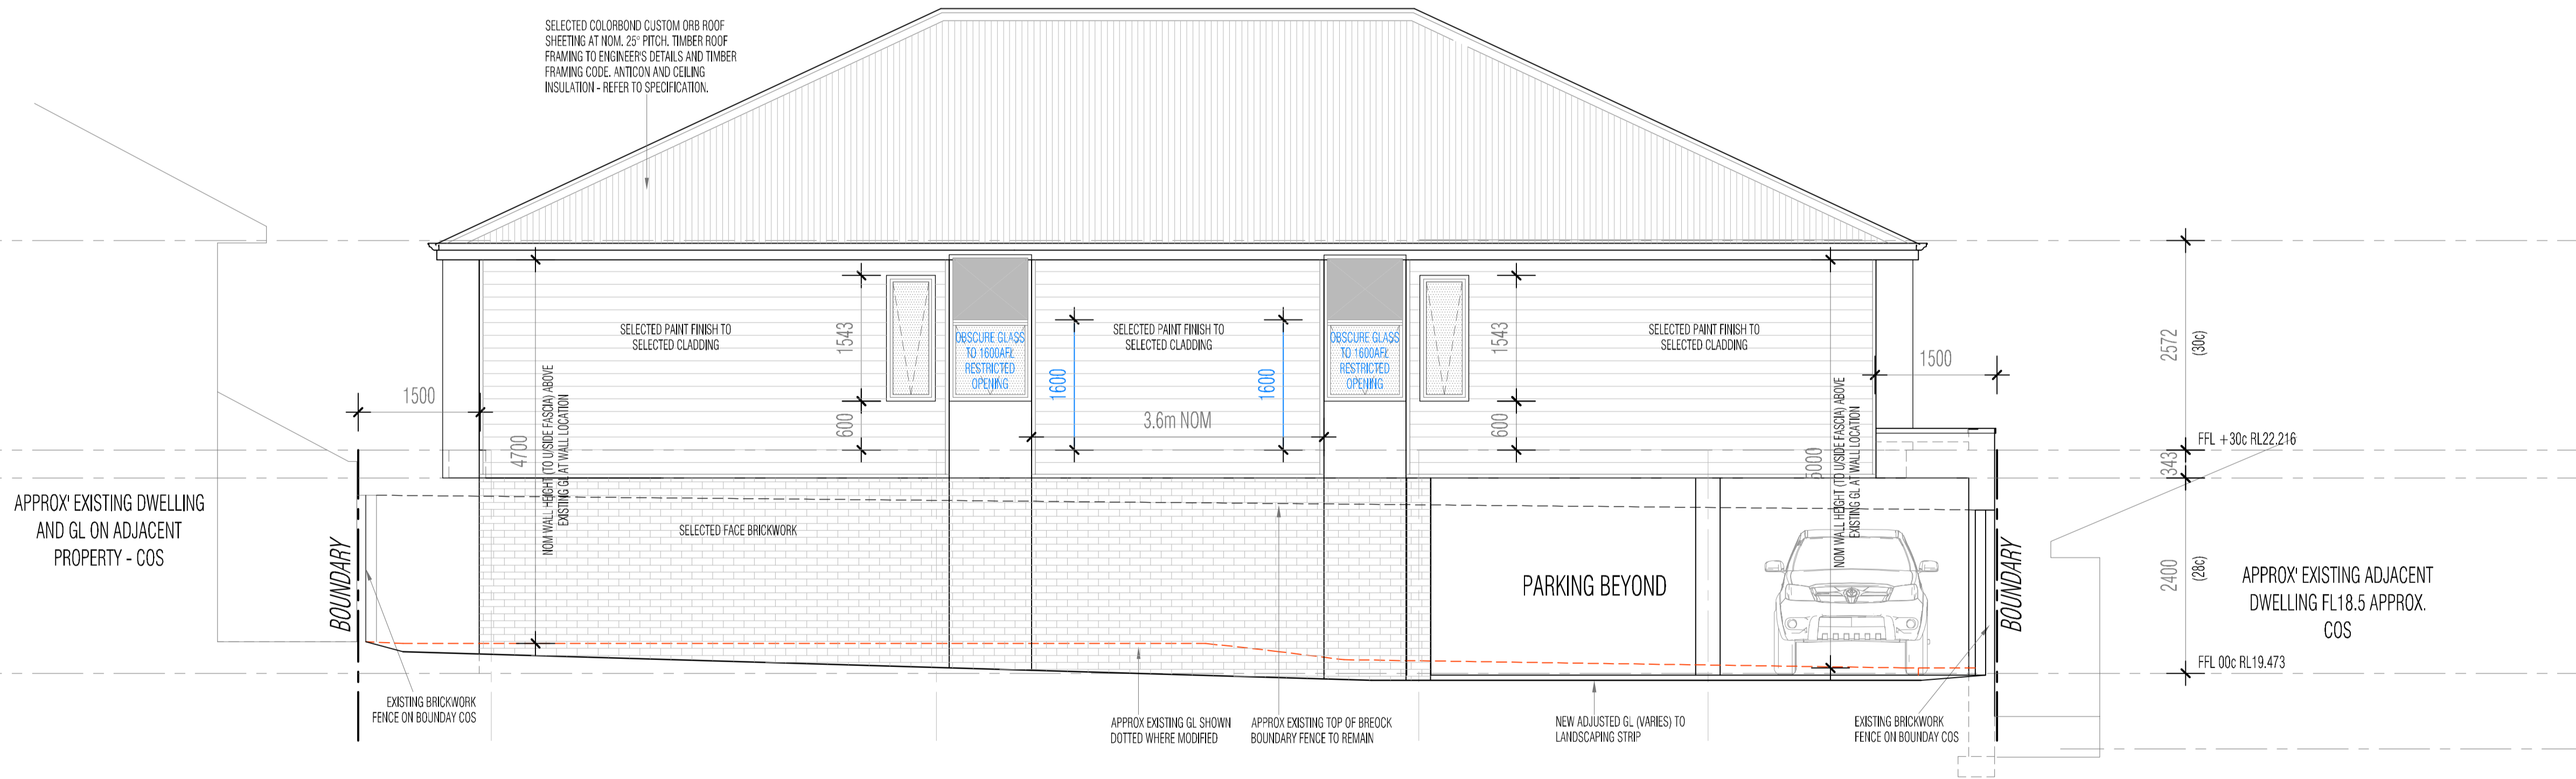 SELECTED COLORBOND CUSTOM ORB ROOF
SHEETING AT NOM. 25° PITCH. TIMBER ROOF
FRAMING TO ENGINEER'S DETAILS AND TIMBER
FRAMING CODE. ANTICON AND CEILING
INSULATION - REFER TO SPECIFICATION.
SELECTED PAINT FINISH TO
SELECTED CLADDING
1543
600
OBSCURE GLASS
TO 1600AFL
RESTRICTED
OPENING
1600
SELECTED PAINT FINISH TO
SELECTED CLADDING
1600
3.6m NOM
OBSCURE GLASS
TO 1600AFL
RESTRICTED
OPENING
1543
600
SELECTED PAINT FINISH TO
SELECTED CLADDING
1500
1500
4700
NOM WALL HEIGHT (TO U/SIDE FASCIA) ABOVE
EXISTING GL AT WALL LOCATION
5000
NOM WALL HEIGHT (TO U/SIDE FASCIA) ABOVE
EXISTING GL AT WALL LOCATION
2572
(30c)
FFL +30c RL22.216
343
2400
(28c)
FFL 00c RL19.473
APPROX' EXISTING DWELLING
AND GL ON ADJACENT
PROPERTY - COS
BOUNDARY
SELECTED FACE BRICKWORK
PARKING BEYOND
BOUNDARY
APPROX' EXISTING ADJACENT
DWELLING FL18.5 APPROX.
COS
EXISTING BRICKWORK
FENCE ON BOUNDAY COS
APPROX EXISTING GL SHOWN
DOTTED WHERE MODIFIED
APPROX EXISTING TOP OF BREOCK
BOUNDARY FENCE TO REMAIN
NEW ADJUSTED GL (VARIES) TO
LANDSCAPING STRIP
EXISTING BRICKWORK
FENCE ON BOUNDAY COS